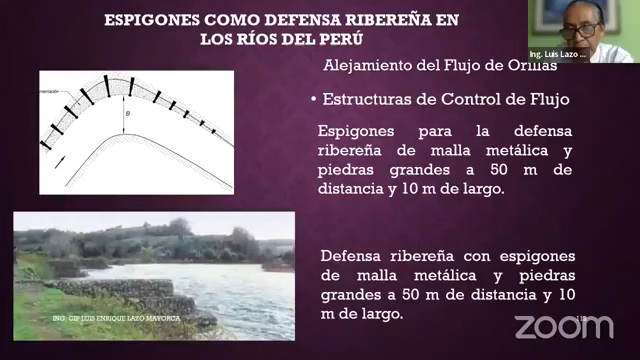 ESPIGONES COMO DEFENSA RIBEREÑA EN
LOS RÍOS DEL PERÚ
Ing. Luis Lazo ...
Alejamiento del Flujo de Orillas
• Estructuras de Control de Flujo
B
Espigones para la defensa
ribereña de malla metálica y
piedras grandes a 50 m de
distancia y 10 m de largo.
Defensa ribereña con espigones
de malla metálica y piedras
grandes a 50 m de distancia y 10
m de largo.
ING. CIP LUIS ENRIQUE LAZO MAYORCA
zoom